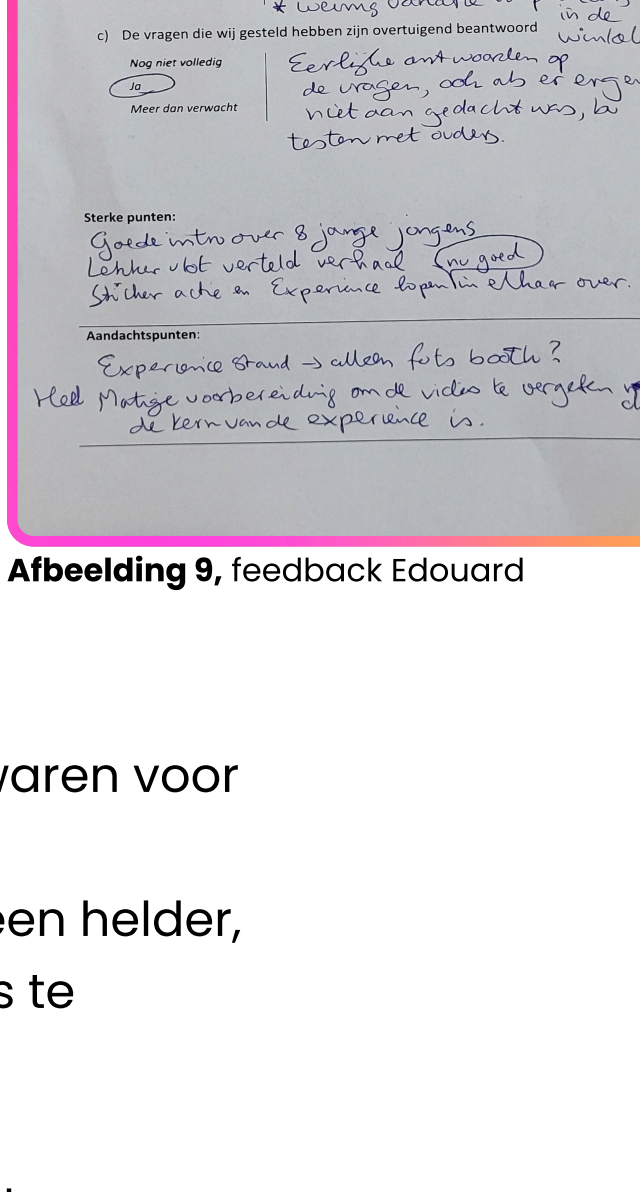 * weinig
in de
winkel
c) De vragen die wij gesteld hebben zijn overtuigend beantwoord
Nog niet volledig
Ja
Meer dan verwacht
Eerlijke antwoorden op
de vragen, ook als er erge
niet aan gedacht was, bv
testen met ouders.
Sterke punten:
Goede intro over 8 jarige jongens
Lekker vlot verteld verhaal nu goed
Sticker actie en Experience lopen in elkaar over.
Aandachtspunten:
Experience stand → alleen foto booth?
Heel Matige voorbereiding om de video te vergeten
de kern van de experience is.
Afbeelding 9, feedback Edouard
waren voor
een helder,
s te